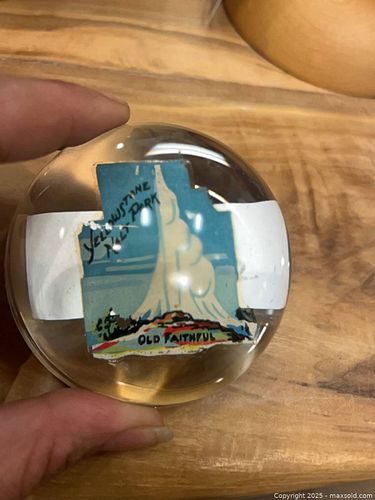 YELLOWSTONE
NAT'L PARK
OLD FAITHFUL
Copyright 2025 - maxsold.com